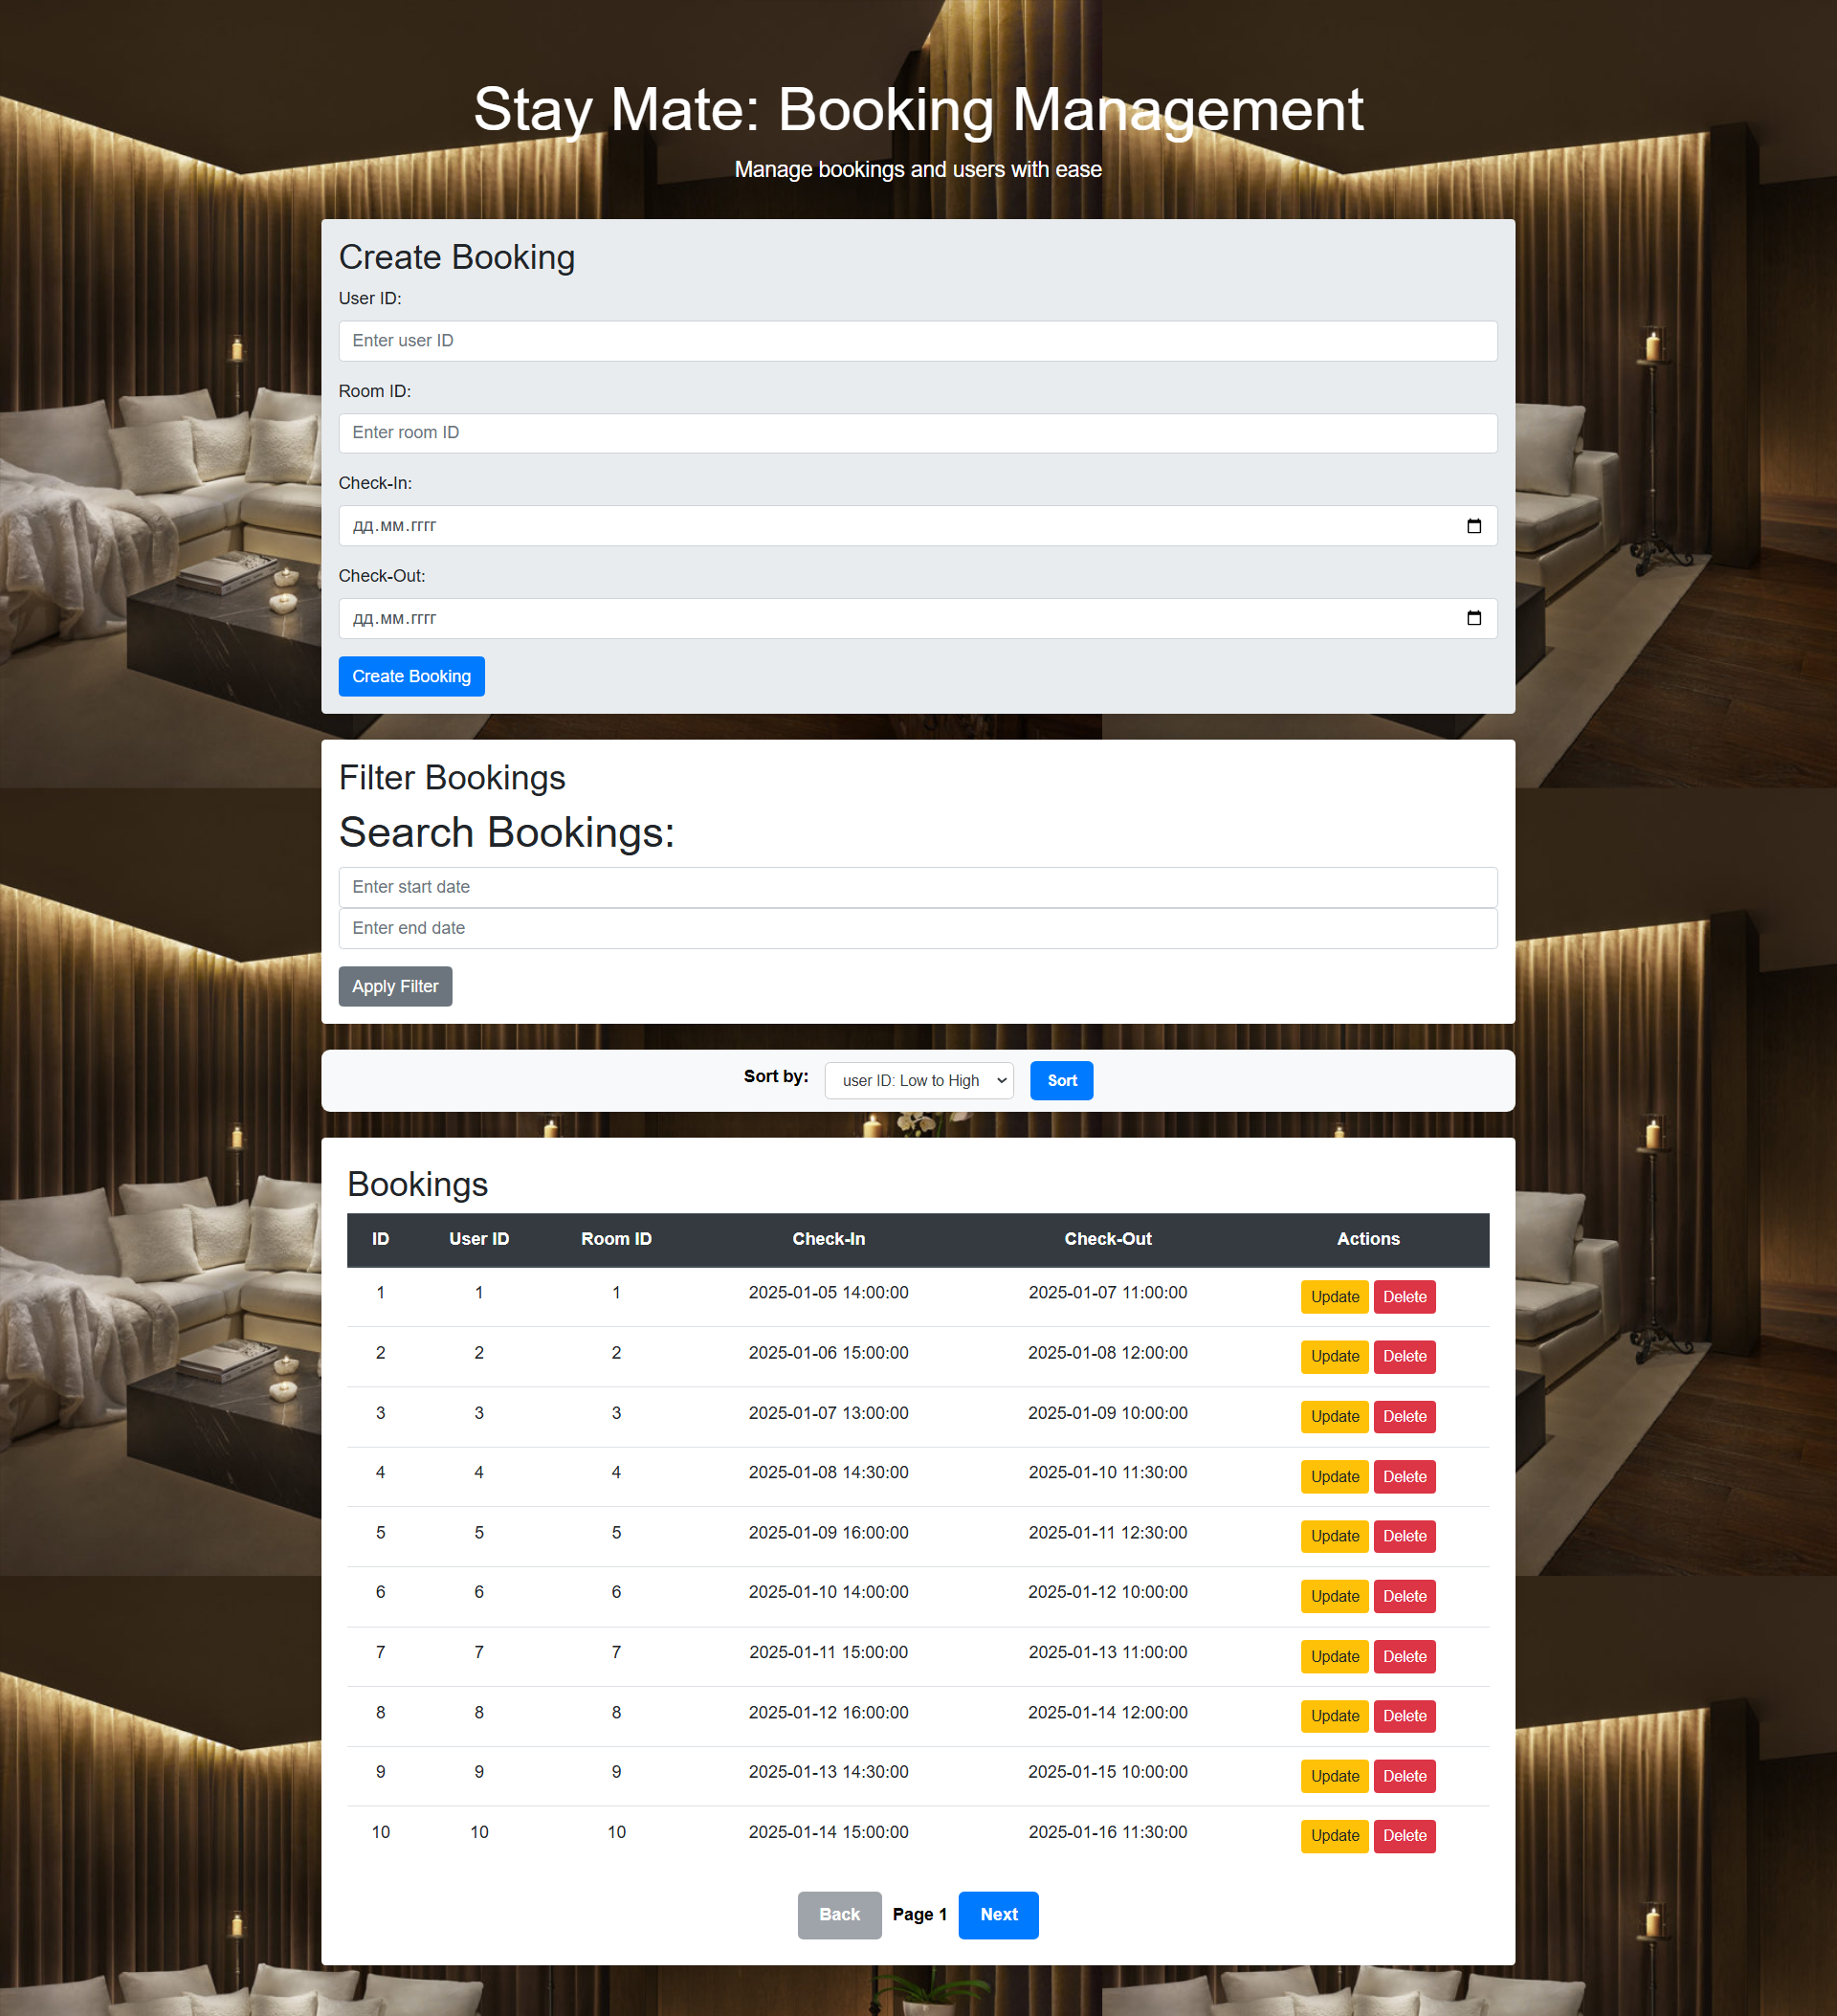 Stay Mate: Booking Management
Manage bookings and users with ease
Create Booking
User ID:
Enter user ID
Room ID:
Enter room ID
Check-In:
дд.мм.гггг
Check-Out:
дд.мм.гггг
Create Booking
Filter Bookings
Search Bookings:
Enter start date
Enter end date
Apply Filter
Sort by: user ID: Low to High Sort
Bookings
ID User ID Room ID Check-In Check-Out Actions
1 1 1 2025-01-05 14:00:00 2025-01-07 11:00:00 Update Delete
2 2 2 2025-01-06 15:00:00 2025-01-08 12:00:00 Update Delete
3 3 3 2025-01-07 13:00:00 2025-01-09 10:00:00 Update Delete
4 4 4 2025-01-08 14:30:00 2025-01-10 11:30:00 Update Delete
5 5 5 2025-01-09 16:00:00 2025-01-11 12:30:00 Update Delete
6 6 6 2025-01-10 14:00:00 2025-01-12 10:00:00 Update Delete
7 7 7 2025-01-11 15:00:00 2025-01-13 11:00:00 Update Delete
8 8 8 2025-01-12 16:00:00 2025-01-14 12:00:00 Update Delete
9 9 9 2025-01-13 14:30:00 2025-01-15 10:00:00 Update Delete
10 10 10 2025-01-14 15:00:00 2025-01-16 11:30:00 Update Delete
Back Page 1 Next